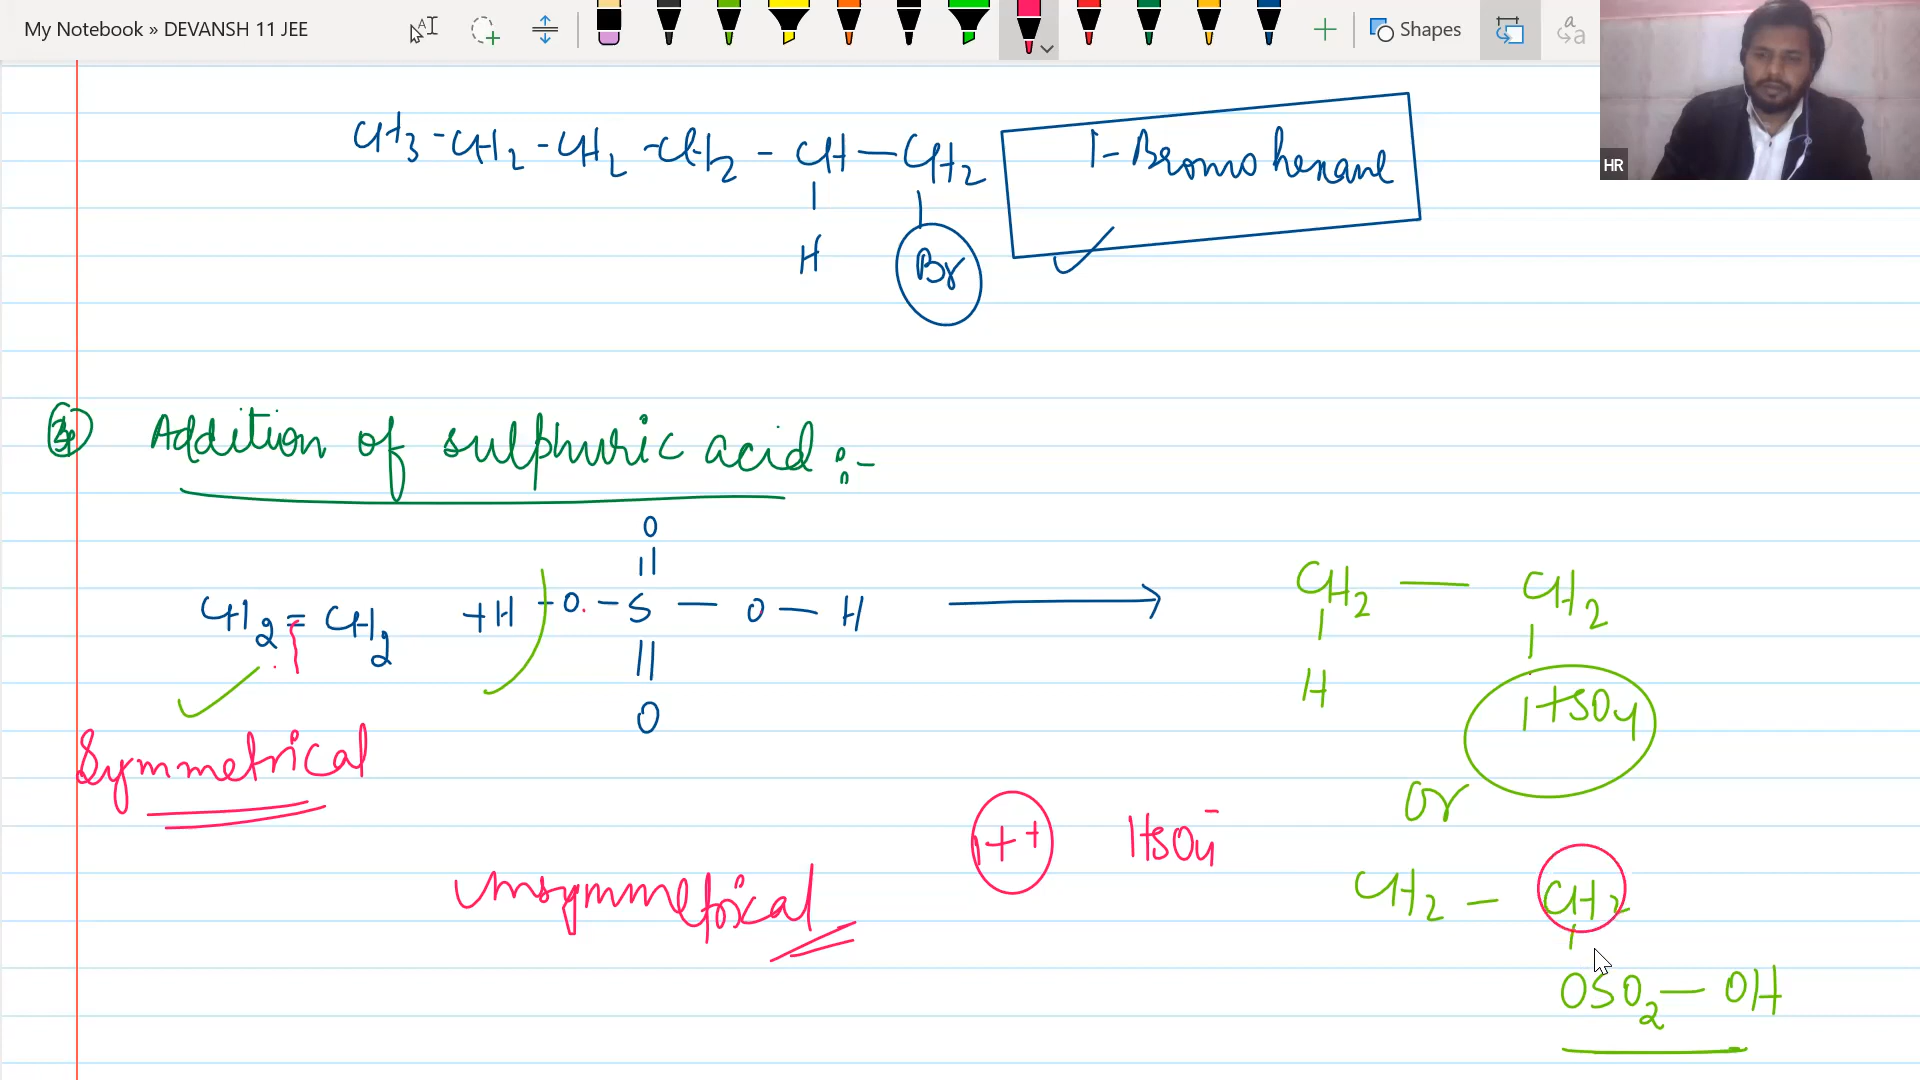 My Notebook » DEVANSH 11 JEE
Shapes
HR
CH3-CH2-CH2-CH2-CH—CH2
1-Bromo hexane
H
Br
Addition of sulphuric acid :-
O
CH2=CH2 +H-O-S-O-H → CH2—CH2
O
H
HSO4
Symmetrical
or
H+ HSO4-
Unsymmetrical
CH2-CH2
OSO2-OH